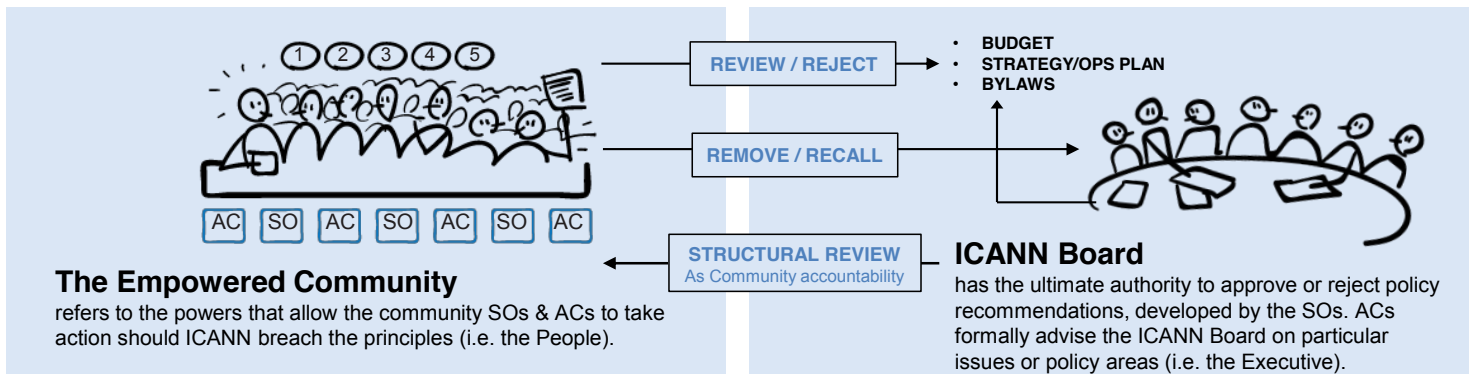 1 2 3 4 5
AC SO AC SO AC SO AC
The Empowered Community
refers to the powers that allow the community SOs & ACs to take
action should ICANN breach the principles (i.e. the People).
REVIEW / REJECT
REMOVE / RECALL
STRUCTURAL REVIEW
As Community accountability
• BUDGET
• STRATEGY/OPS PLAN
• BYLAWS
ICANN Board
has the ultimate authority to approve or reject policy
recommendations, developed by the SOs. ACs
formally advise the ICANN Board on particular
issues or policy areas (i.e. the Executive).